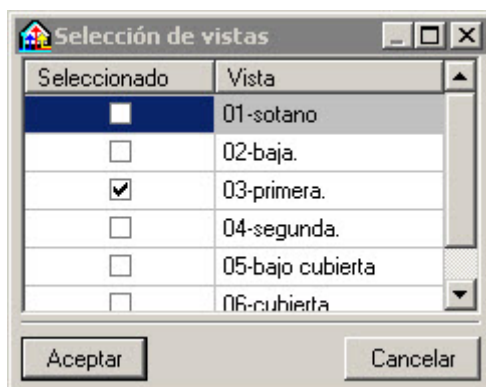 Selección de vistas
Seleccionado Vista
01-sotano
02-baja.
03-primera.
04-segunda.
05-bajo cubierta
06-cubierta
Aceptar Cancelar